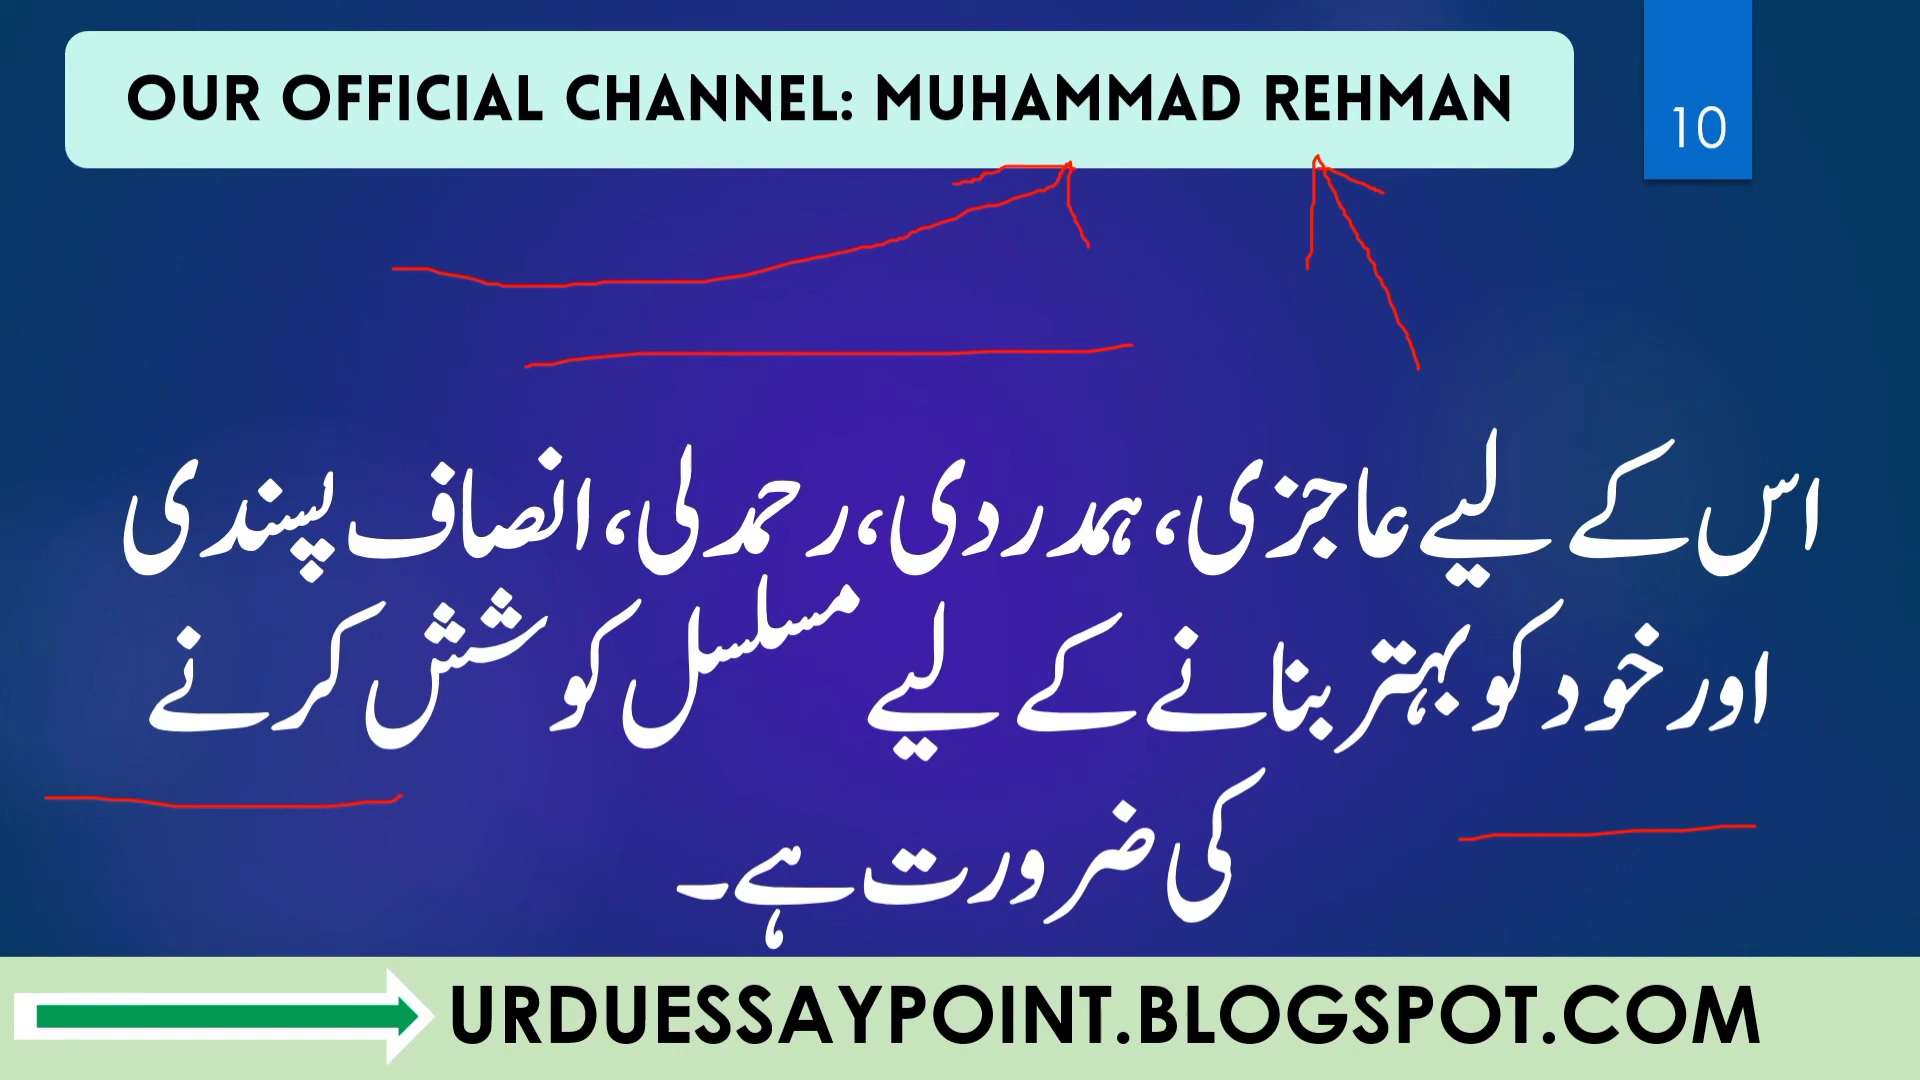 OUR OFFICIAL CHANNEL: MUHAMMAD REHMAN
10
اس کے لیے عاجزی، ہمدردی، رحمدلی، انصاف پسندی
اور خود کو بہتر بنانے کے لیے مسلسل کوشش کرنے
کی ضرورت ہے۔
URDUESSAYPOINT.BLOGSPOT.COM